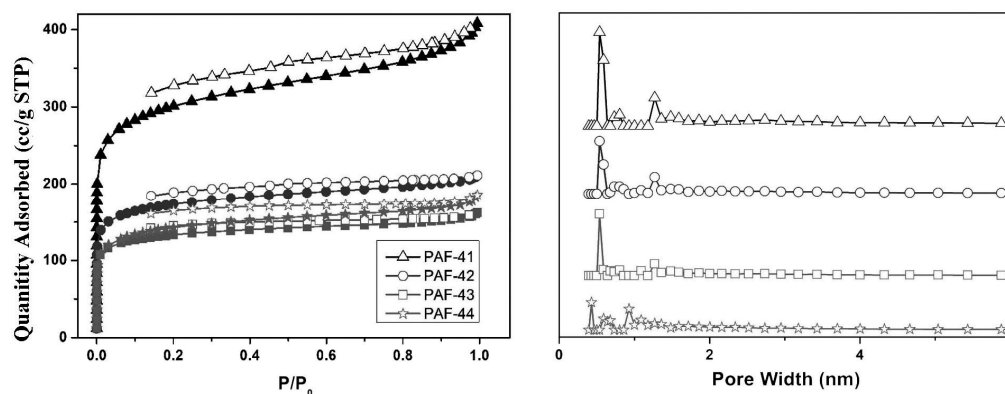 Quanitity Adsorbed (cc/g STP)
400
300
200
100
0
0.0 0.2 0.4 0.6 0.8 1.0
P/P₀
PAF-41
PAF-42
PAF-43
PAF-44
0 2 4
Pore Width (nm)